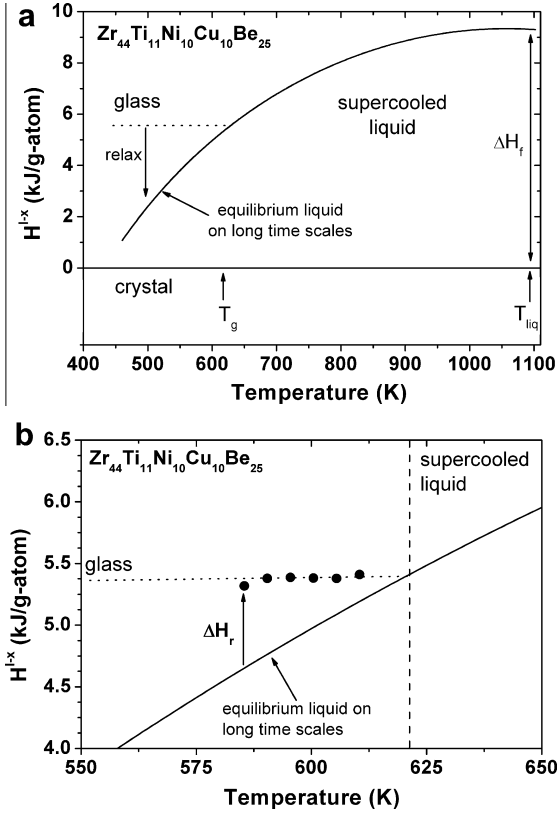 a
Zr44Ti11Ni10Cu10Be25
10
8
6
4
2
0
H^l-x (kJ/g-atom)
glass
relax
supercooled
liquid
ΔHf
equilibrium liquid
on long time scales
crystal
Tg
Tliq
400 500 600 700 800 900 1000 1100
Temperature (K)
b
Zr44Ti11Ni10Cu10Be25
6.5
6.0
5.5
5.0
4.5
4.0
H^l-x (kJ/g-atom)
supercooled
liquid
glass
ΔHr
equilibrium liquid on
long time scales
550 575 600 625 650
Temperature (K)